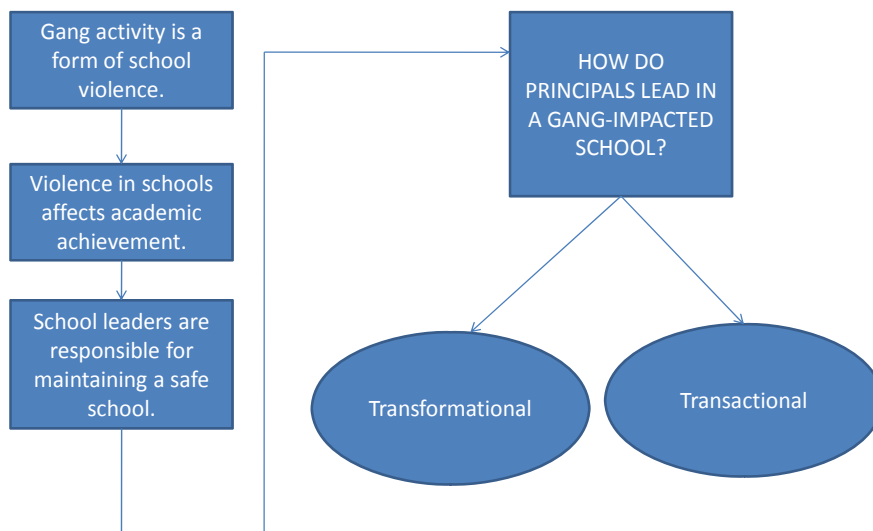 Gang activity is a
form of school
violence.
Violence in schools
affects academic
achievement.
School leaders are
responsible for
maintaining a safe
school.
HOW DO
PRINCIPALS LEAD IN
A GANG-IMPACTED
SCHOOL?
Transformational
Transactional